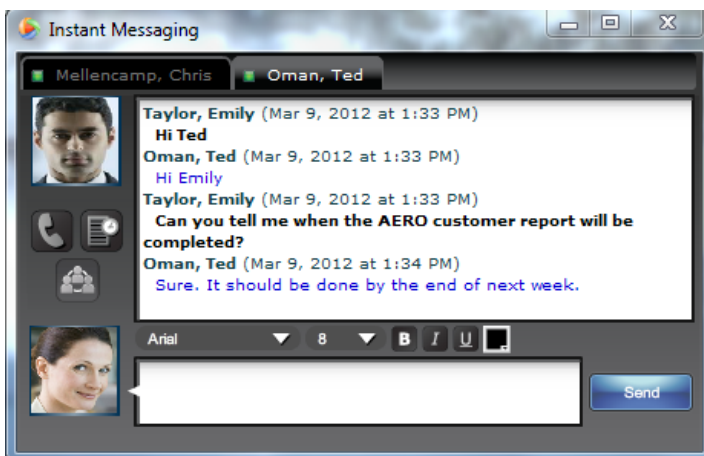 Instant Messaging
Mellencamp, Chris
Oman, Ted
Taylor, Emily (Mar 9, 2012 at 1:33 PM)
Hi Ted
Oman, Ted (Mar 9, 2012 at 1:33 PM)
Hi Emily
Taylor, Emily (Mar 9, 2012 at 1:33 PM)
Can you tell me when the AERO customer report will be
completed?
Oman, Ted (Mar 9, 2012 at 1:34 PM)
Sure. It should be done by the end of next week.
Arial 8 B I U
Send